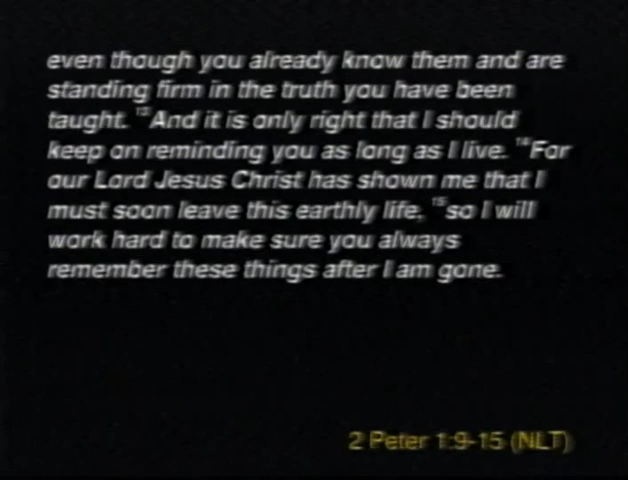 even though you already know them and are
standing firm in the truth you have been
taught. ¹³And it is only right that I should
keep on reminding you as long as I live. ¹⁴For
our Lord Jesus Christ has shown me that I
must soon leave this earthly life, ¹⁵so I will
work hard to make sure you always
remember these things after I am gone.
2 Peter 1:9-15 (NLT)